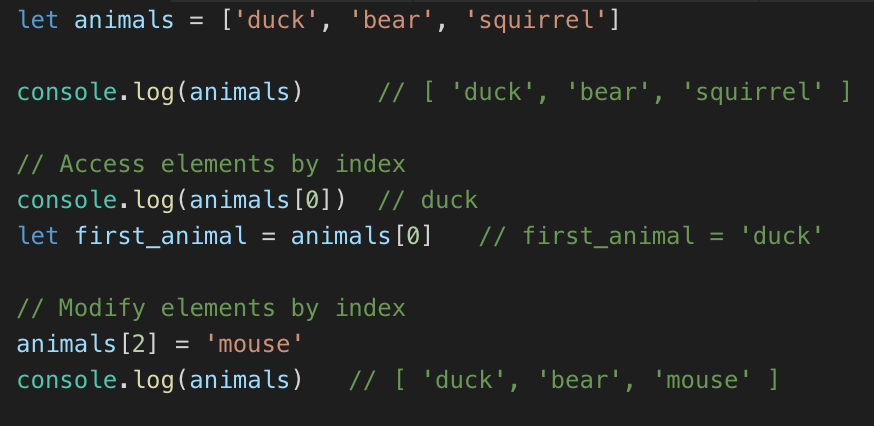 let animals = ['duck', 'bear', 'squirrel']
console.log(animals)     // [ 'duck', 'bear', 'squirrel' ]
// Access elements by index
console.log(animals[0])  // duck
let first_animal = animals[0]   // first_animal = 'duck'
// Modify elements by index
animals[2] = 'mouse'
console.log(animals)   // [ 'duck', 'bear', 'mouse' ]